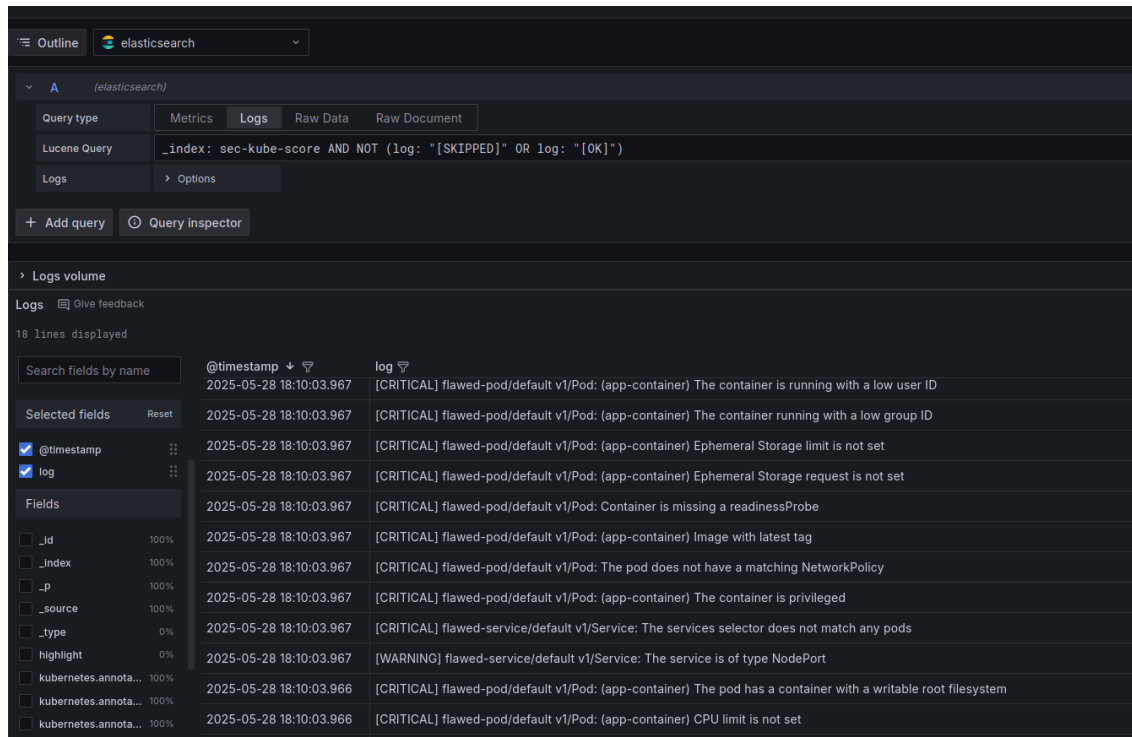 Outline elasticsearch
A (elasticsearch)
Query type Metrics Logs Raw Data Raw Document
Lucene Query _index: sec-kube-score AND NOT (log: "[SKIPPED]" OR log: "[OK]")
Logs > Options
+ Add query Query inspector
> Logs volume
Logs Give feedback
18 lines displayed
Search fields by name
Selected fields Reset
@timestamp
log
Fields
_id 100%
_index 100%
_p 100%
_source 100%
_type 0%
highlight 0%
kubernetes.annota... 100%
kubernetes.annota... 100%
kubernetes.annota... 100%
@timestamp log
2025-05-28 18:10:03.967 [CRITICAL] flawed-pod/default v1/Pod: (app-container) The container is running with a low user ID
2025-05-28 18:10:03.967 [CRITICAL] flawed-pod/default v1/Pod: (app-container) The container running with a low group ID
2025-05-28 18:10:03.967 [CRITICAL] flawed-pod/default v1/Pod: (app-container) Ephemeral Storage limit is not set
2025-05-28 18:10:03.967 [CRITICAL] flawed-pod/default v1/Pod: (app-container) Ephemeral Storage request is not set
2025-05-28 18:10:03.967 [CRITICAL] flawed-pod/default v1/Pod: Container is missing a readinessProbe
2025-05-28 18:10:03.967 [CRITICAL] flawed-pod/default v1/Pod: (app-container) Image with latest tag
2025-05-28 18:10:03.967 [CRITICAL] flawed-pod/default v1/Pod: The pod does not have a matching NetworkPolicy
2025-05-28 18:10:03.967 [CRITICAL] flawed-pod/default v1/Pod: (app-container) The container is privileged
2025-05-28 18:10:03.967 [CRITICAL] flawed-service/default v1/Service: The services selector does not match any pods
2025-05-28 18:10:03.967 [WARNING] flawed-service/default v1/Service: The service is of type NodePort
2025-05-28 18:10:03.966 [CRITICAL] flawed-pod/default v1/Pod: (app-container) The pod has a container with a writable root filesystem
2025-05-28 18:10:03.966 [CRITICAL] flawed-pod/default v1/Pod: (app-container) CPU limit is not set